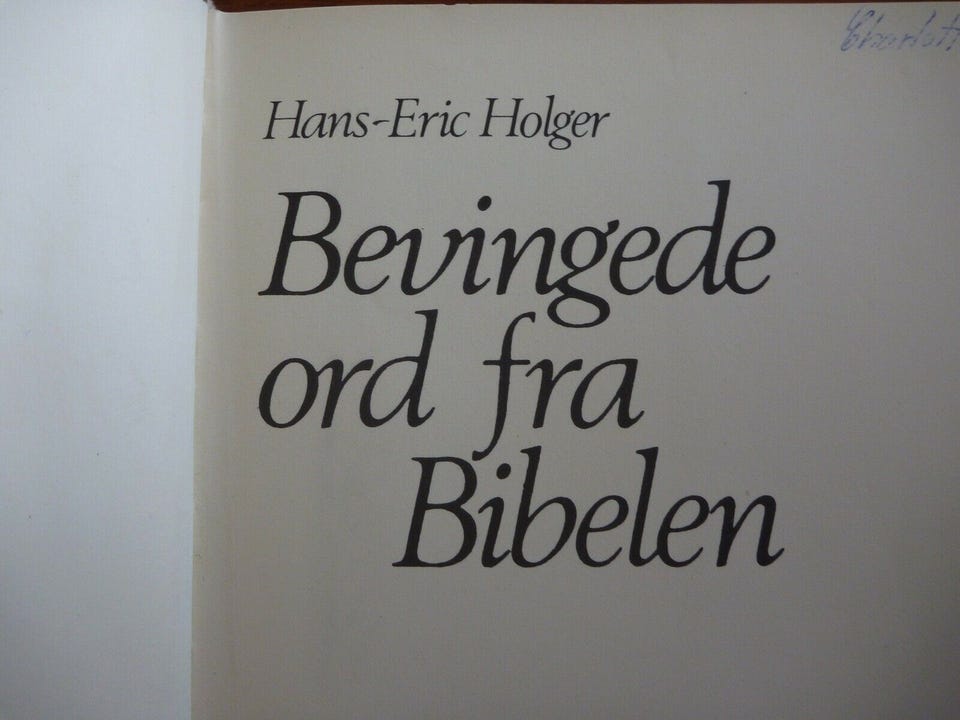 Hans-Eric Holger
Bevingede
ord fra
Bibelen